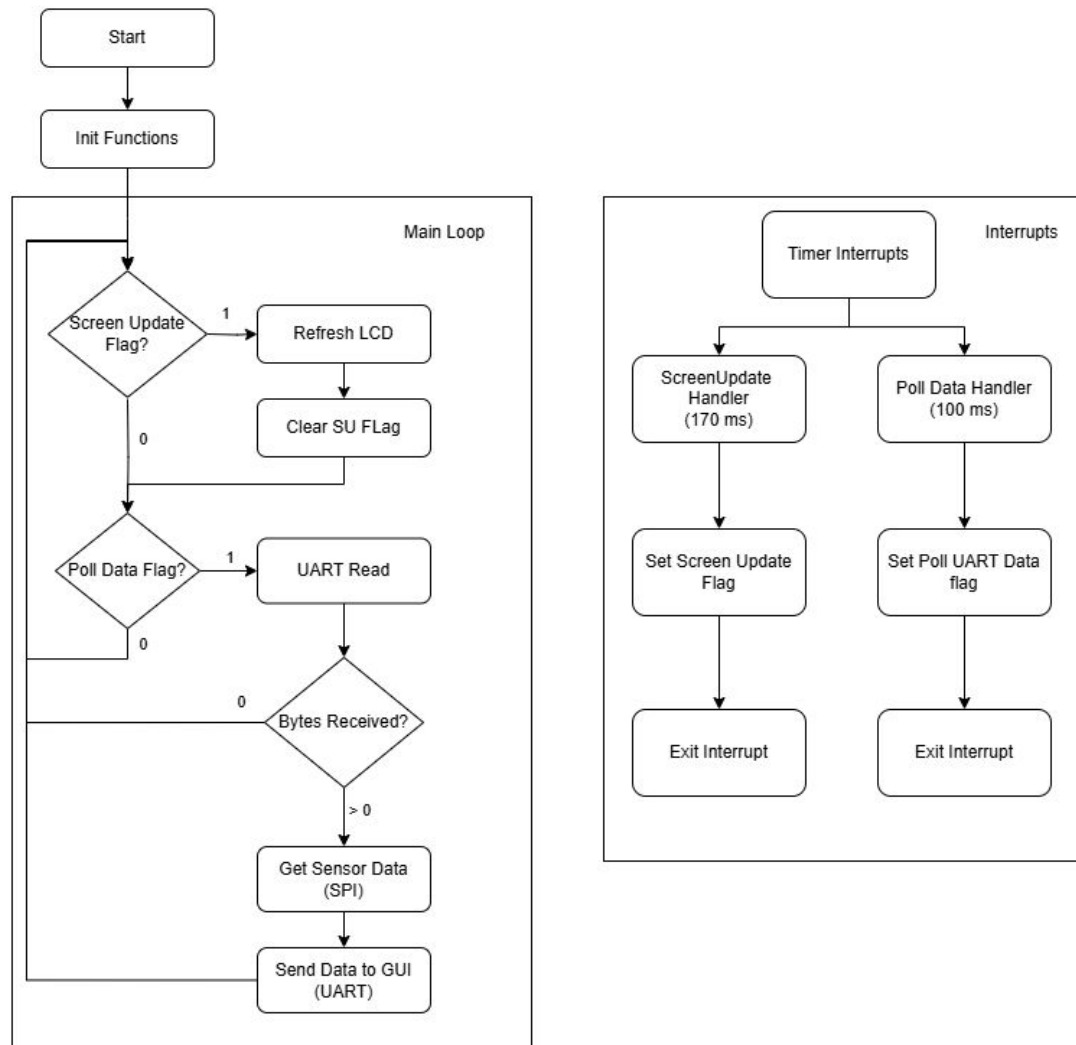 Start
Init Functions
Main Loop
Screen Update
Flag?
1
Refresh LCD
Clear SU FLag
0
Poll Data Flag?
1
UART Read
0
Bytes Received?
0
> 0
Get Sensor Data
(SPI)
Send Data to GUI
(UART)
Interrupts
Timer Interrupts
ScreenUpdate
Handler
(170 ms)
Poll Data Handler
(100 ms)
Set Screen Update
Flag
Set Poll UART Data
flag
Exit Interrupt
Exit Interrupt